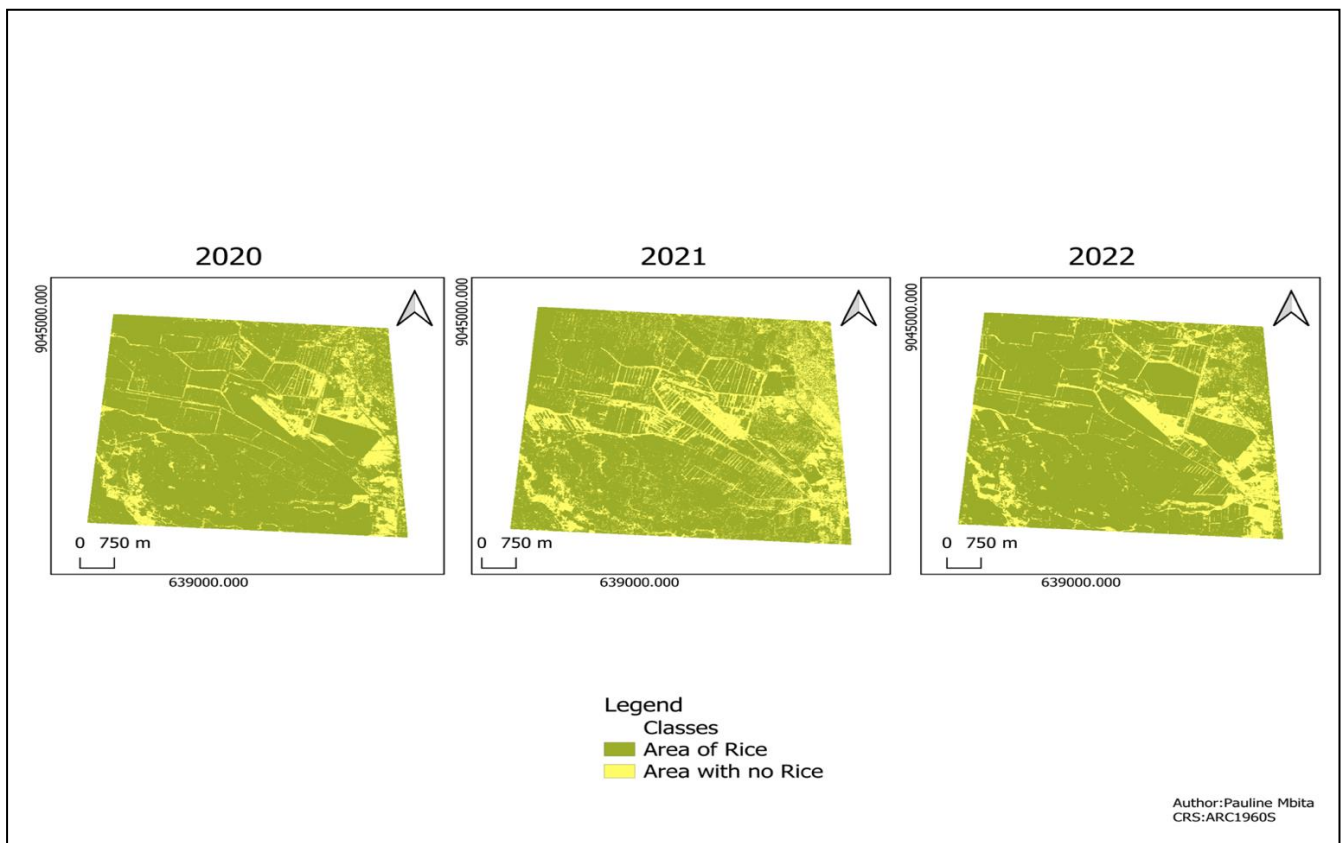 2020
2021
2022
9045000.000
9045000.000
9045000.000
0 750 m
0 750 m
0 750 m
639000.000
639000.000
639000.000
Legend
Classes
Area of Rice
Area with no Rice
Author:Pauline Mbita
CRS:ARC1960S